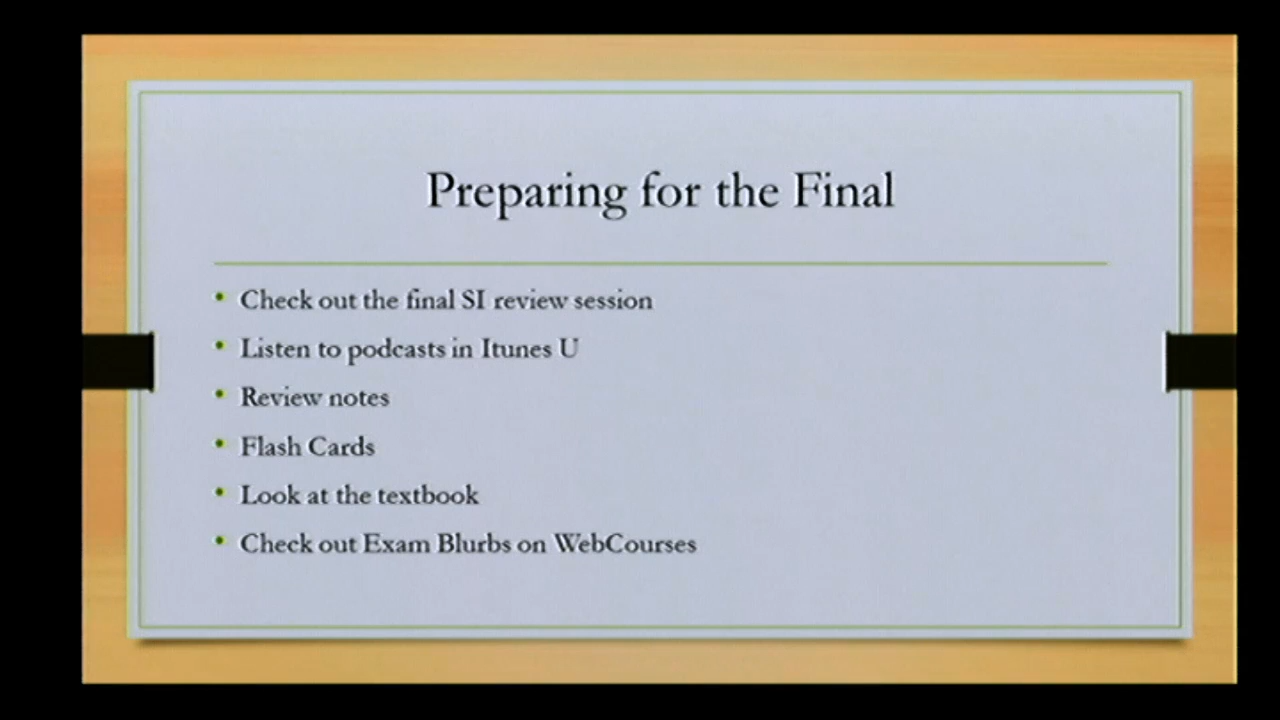 Preparing for the Final
• Check out the final SI review session
• Listen to podcasts in Itunes U
• Review notes
• Flash Cards
• Look at the textbook
• Check out Exam Blurbs on WebCourses